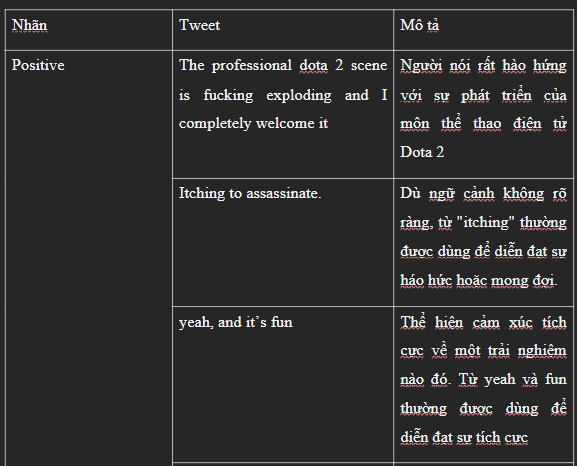 Nhãn Tweet Mô tả
Positive
The professional dota 2 scene
is fucking exploding and I
completely welcome it
Người nói rất hào hứng
với sự phát triển của
môn thể thao điện tử
Dota 2
Itching to assassinate.
Dù ngữ cảnh không rõ
ràng, từ "itching" thường
được dùng để diễn đạt sự
háo hức hoặc mong đợi.
yeah, and it’s fun
Thể hiện cảm xúc tích
cực về một trải nghiệm
nào đó. Từ yeah và fun
thường được dùng để
diễn đạt sự tích cực